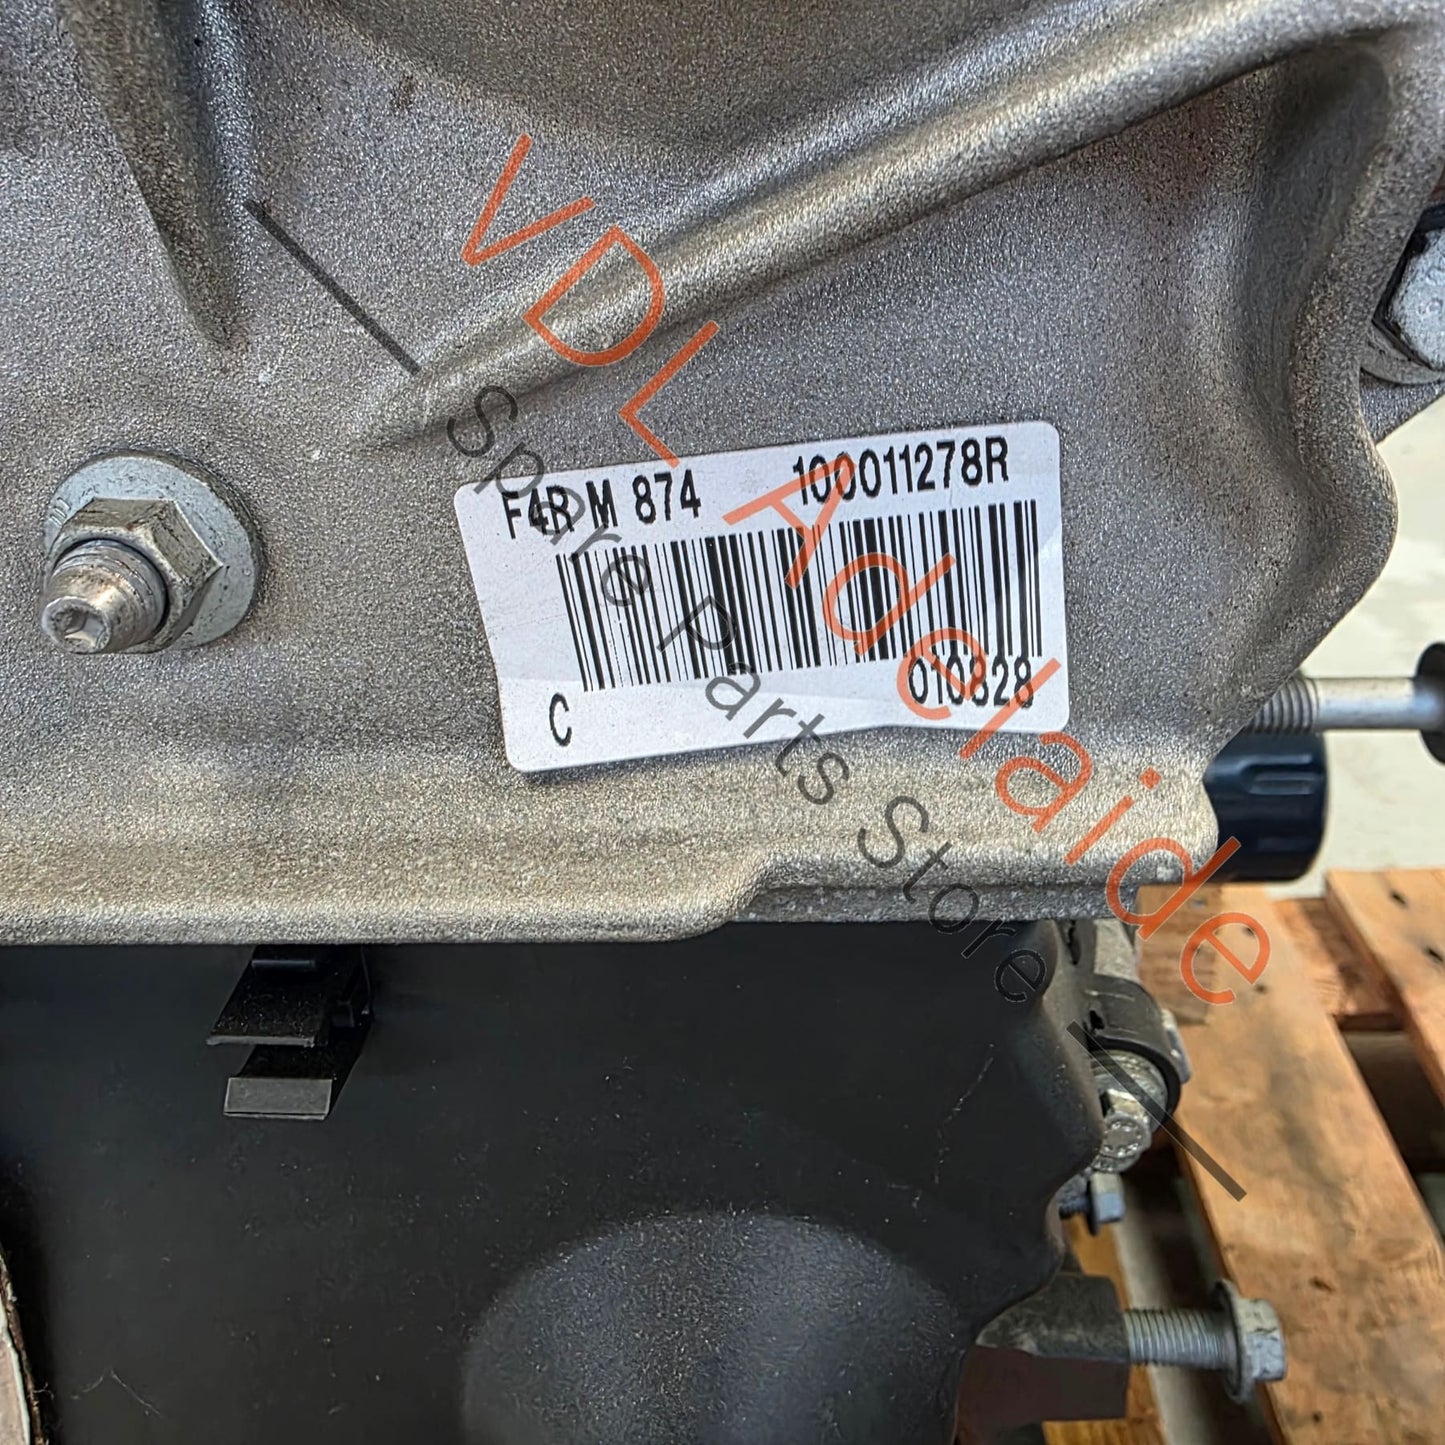 F4R M 874 100011278R
C 010828
VDL Adelaide
Spare Parts Store